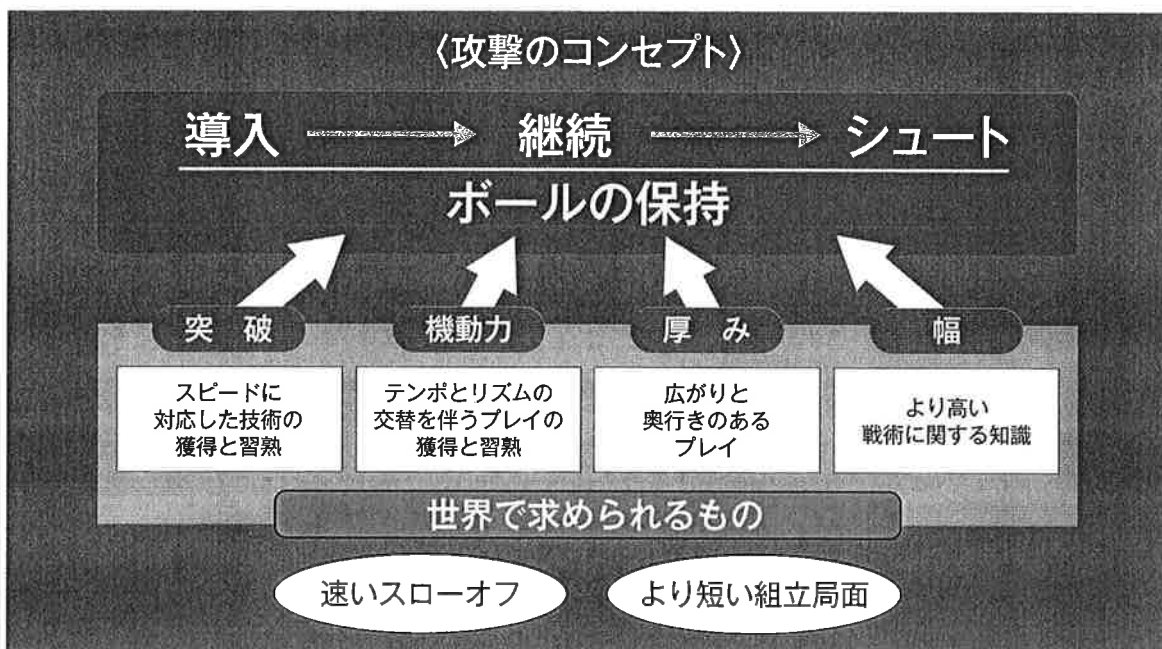 〈攻撃のコンセプト〉
導入 継続 シュート
ボールの保持
突 破 機動力 厚 み 幅
スピードに
対応した技術の
獲得と習熟
テンポとリズムの
交替を伴うプレイの
獲得と習熟
広がりと
奥行きのある
プレイ
より高い
戦術に関する知識
世界で求められるもの
速いスローオフ
より短い組立局面